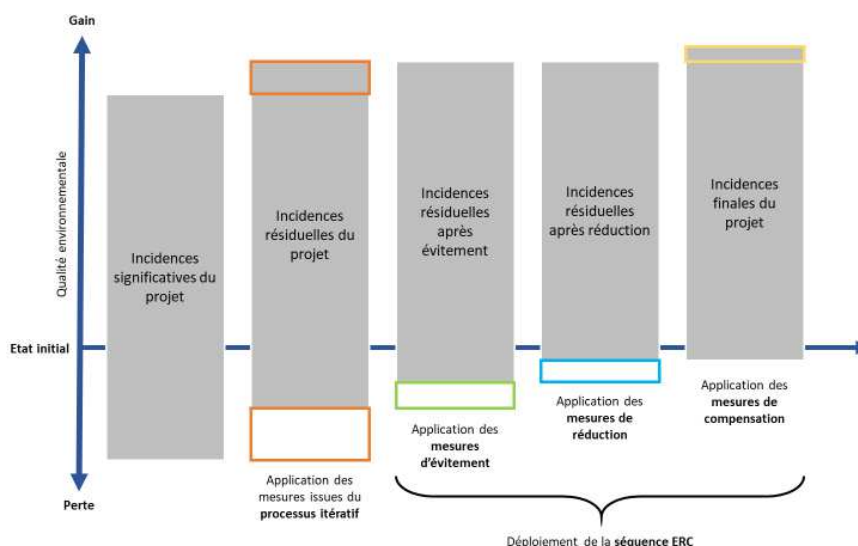 Gain
Qualité environnementale
Etat initial
Perte
Incidences
significatives du
projet
Incidences
résiduelles du
projet
Application des
mesures issues du
processus itératif
Incidences
résiduelles
après
évitement
Application des
mesures
d'évitement
Incidences
résiduelles
après réduction
Application des
mesures de
réduction
Incidences
finales du
projet
Application des
mesures de
compensation
Déploiement de la séquence ERC